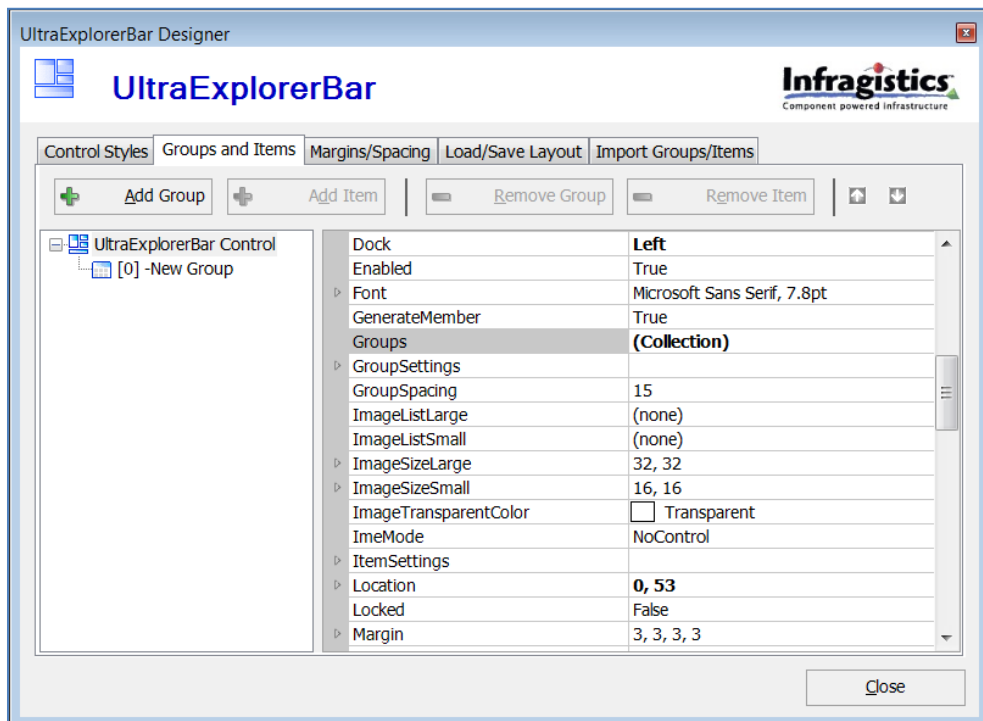 UltraExplorerBar Designer
UltraExplorerBar
Infragistics
Component powered infrastructure
Control Styles Groups and Items Margins/Spacing Load/Save Layout Import Groups/Items
Add Group Add Item Remove Group Remove Item
UltraExplorerBar Control
[0] -New Group
Dock Left
Enabled True
Font Microsoft Sans Serif, 7.8pt
GenerateMember True
Groups (Collection)
GroupSettings
GroupSpacing 15
ImageListLarge (none)
ImageListSmall (none)
ImageSizeLarge 32, 32
ImageSizeSmall 16, 16
ImageTransparentColor Transparent
ImeMode NoControl
ItemSettings
Location 0, 53
Locked False
Margin 3, 3, 3, 3
Close